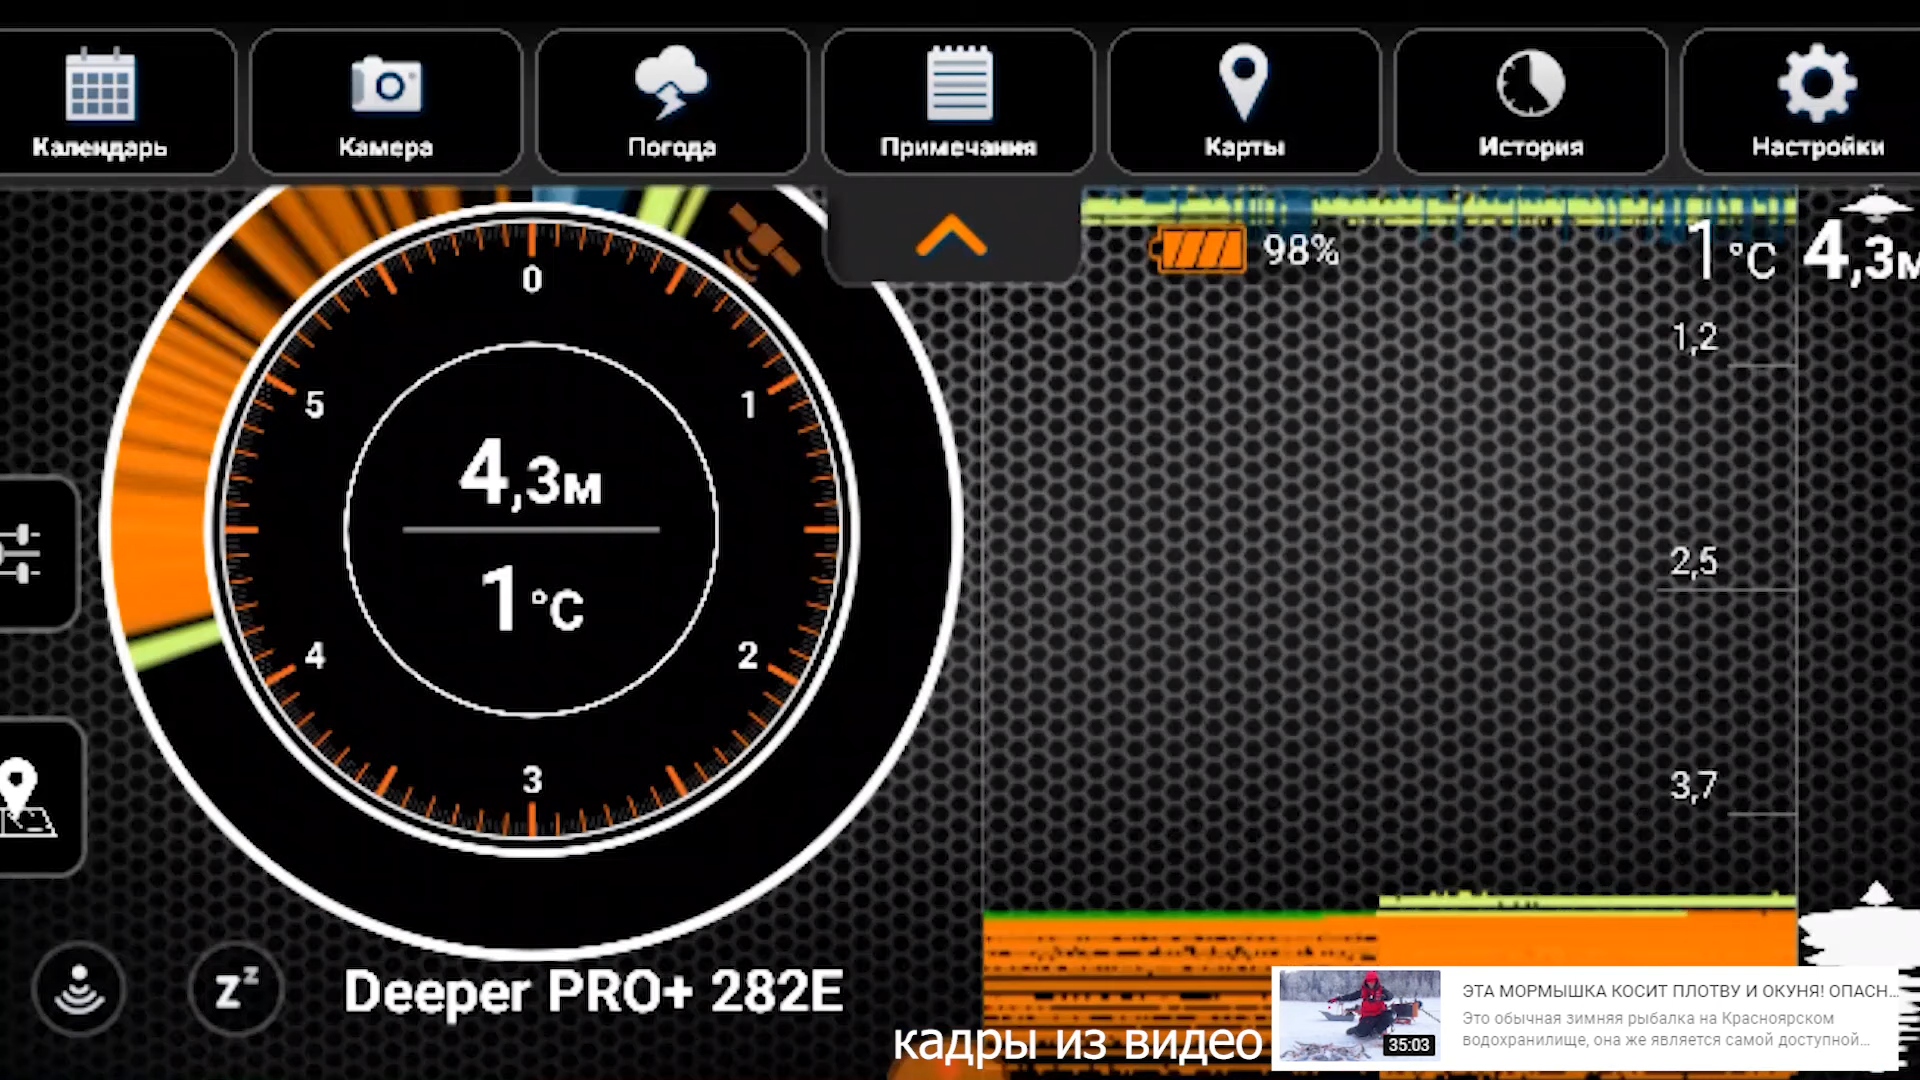 Календарь
Камера
Погода
Примечания
Карты
История
Настройки
98%
1 °C
4,3м
0
1
2
3
4
5
4,3м
1 °C
1,2
2,5
3,7
Deeper PRO+ 282E
zz
кадры из видео
ЭТА МОРМЫШКА КОСИТ ПЛОТВУ И ОКУНЯ! ОПАСН...
Это обычная зимняя рыбалка на Красноярском
водохранилище, она же является самой доступной...
35:03